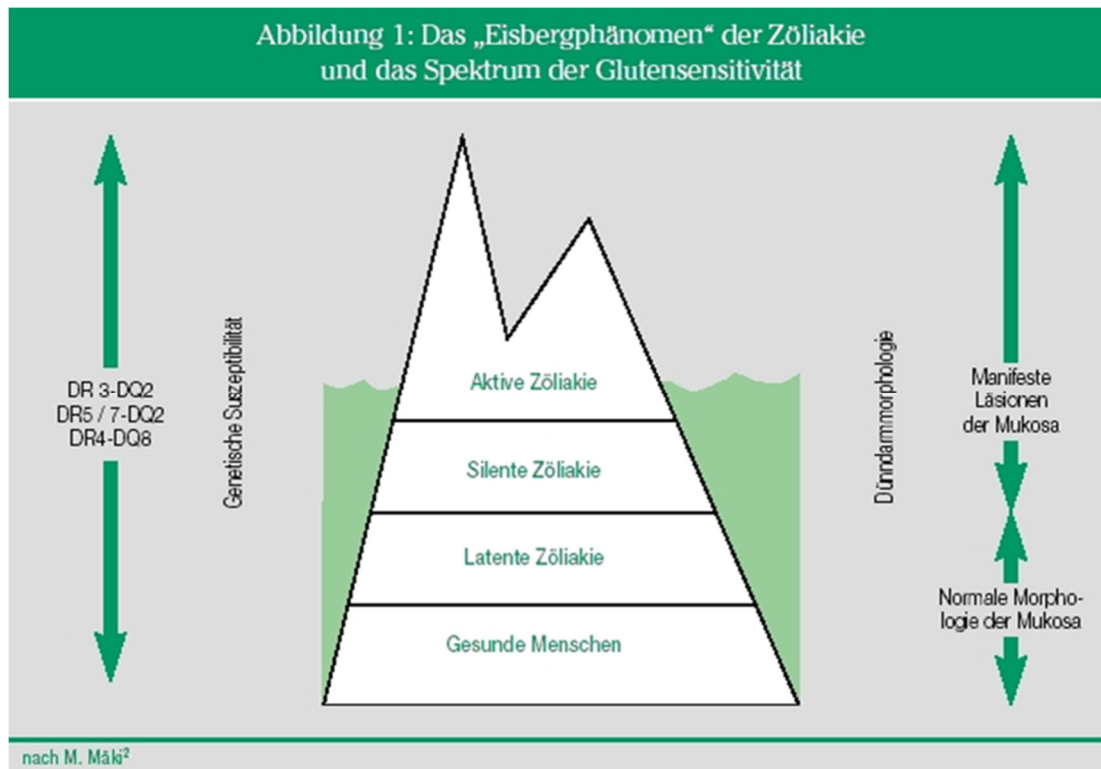 Abbildung 1: Das „Eisbergphänomen“ der Zöliakie
und das Spektrum der Glutensensitivität
DR 3-DQ2
DR5 / 7-DQ2
DR4-DQ8
Genetische Suszeptibilität
Aktive Zöliakie
Silente Zöliakie
Latente Zöliakie
Gesunde Menschen
Dünndarmmorphologie
Manifeste
Läsionen
der Mukosa
Normale Morpho-
logie der Mukosa
nach M. Mäki²